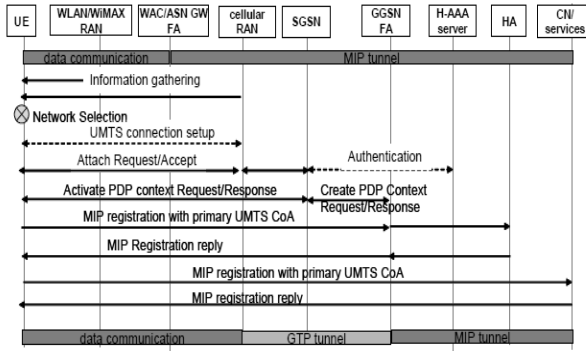 UE
WLAN/WiMAX
RAN
WAC/ASN GW
FA
cellular
RAN
SGSN
GGSN
FA
H-AAA
server
HA
CN/
services
data communication
MIP tunnel
Information gathering
Network Selection
UMTS connection setup
Attach Request/Accept
Authentication
Activate PDP context Request/Response
Create PDP Context
Request/Response
MIP registration with primary UMTS CoA
MIP Registration reply
MIP registration with primary UMTS CoA
MIP registration reply
data communication
GTP tunnel
MIP tunnel